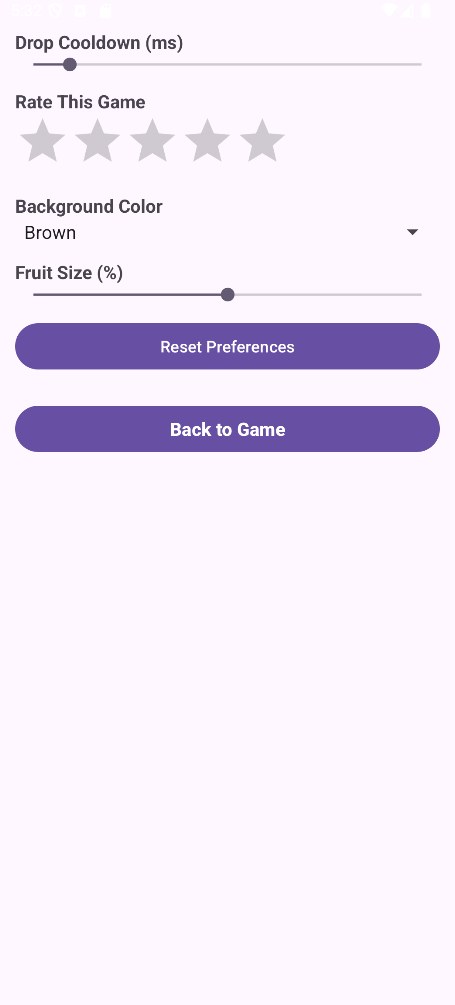 Drop Cooldown (ms)
Rate This Game
Background Color
Brown
Fruit Size (%)
Reset Preferences
Back to Game